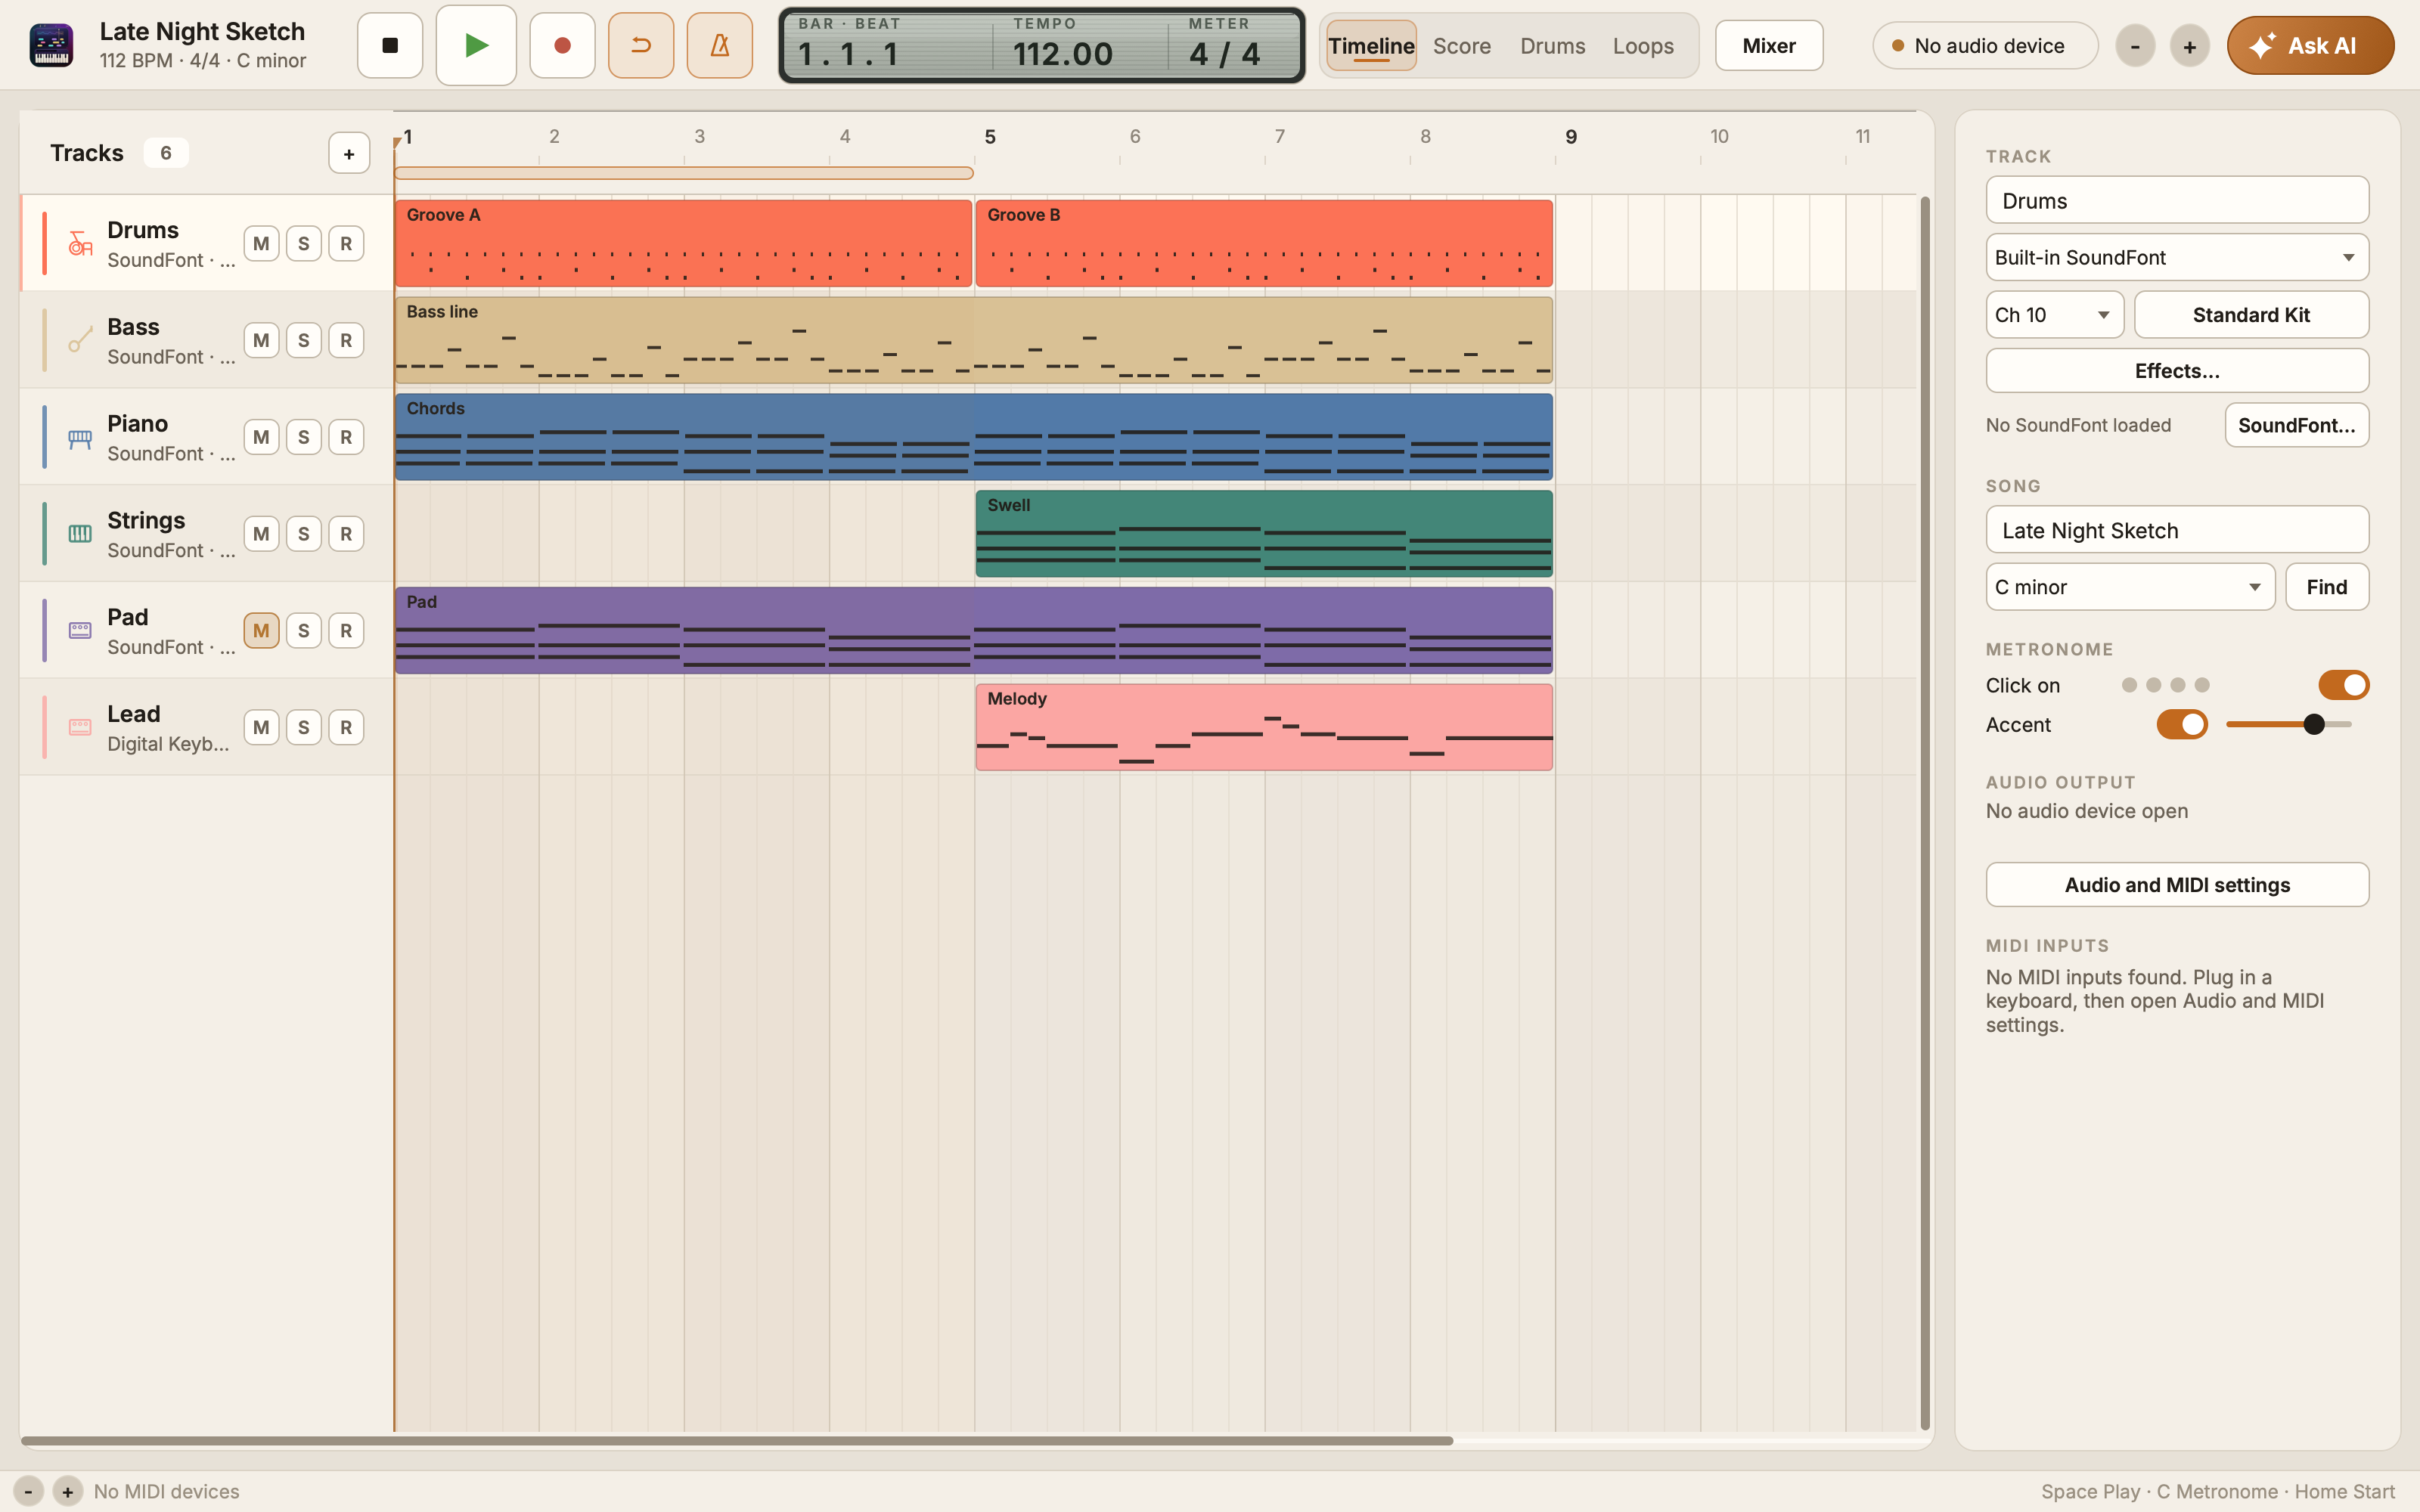 Late Night Sketch
112 BPM · 4/4 · C minor
BAR · BEAT
1 . 1 . 1
TEMPO
112.00
METER
4 / 4
Timeline
Score
Drums
Loops
Mixer
No audio device
-
+
Ask AI
Tracks
6
+
1
2
3
4
5
6
7
8
9
10
11
Drums
SoundFont · ...
M
S
R
Groove A
Groove B
Bass
SoundFont · ...
M
S
R
Bass line
Piano
SoundFont · ...
M
S
R
Chords
Strings
SoundFont · ...
M
S
R
Swell
Pad
SoundFont · ...
M
S
R
Pad
Lead
Digital Keyb...
M
S
R
Melody
TRACK
Drums
Built-in SoundFont
Ch 10
Standard Kit
Effects...
No SoundFont loaded
SoundFont...
SONG
Late Night Sketch
C minor
Find
METRONOME
Click on
Accent
AUDIO OUTPUT
No audio device open
Audio and MIDI settings
MIDI INPUTS
No MIDI inputs found. Plug in a
keyboard, then open Audio and MIDI
settings.
-
+
No MIDI devices
Space Play · C Metronome · Home Start